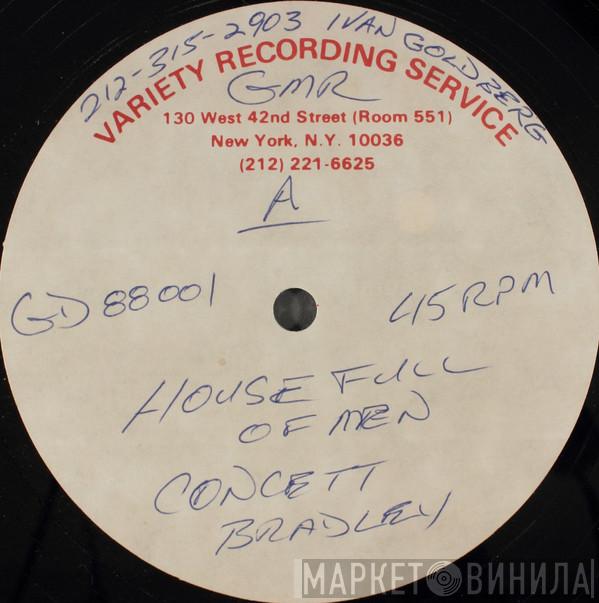 212-315-2903 IVAN GOLDBERG
VARIETY RECORDING SERVICE
GMR
130 West 42nd Street (Room 551)
New York, N.Y. 10036
(212) 221-6625
A
GD 88001
45 RPM
HOUSE FULL
OF MEN
CONCETT
BRADLEY
МАРКЕТ ВИНИЛА